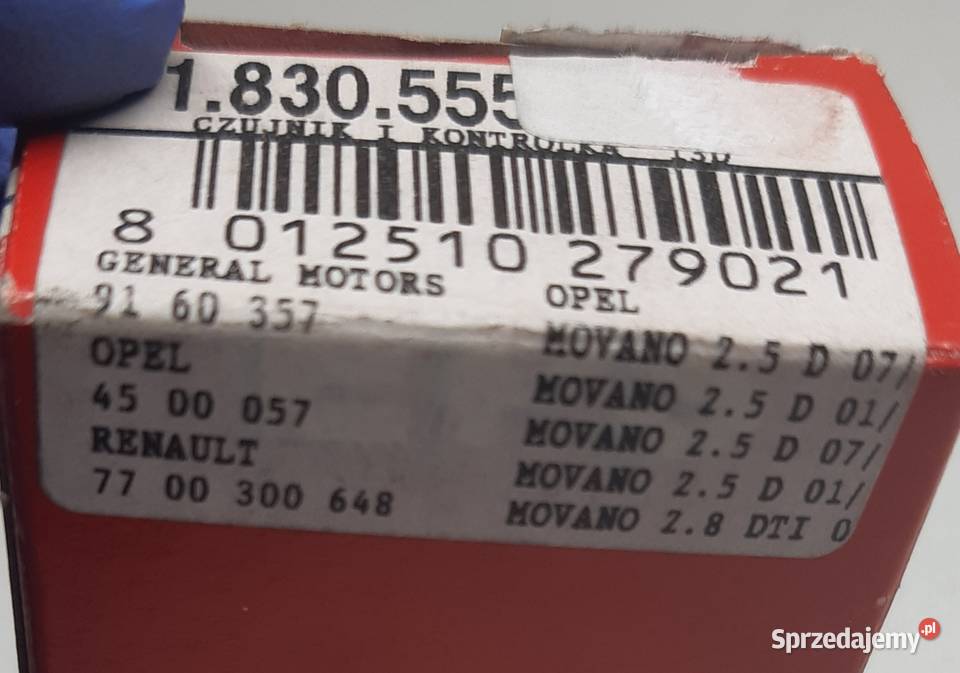 1.830.555
CZUJNIK I KONTROLKA
8 012510 279021
GENERAL MOTORS
91 60 357
OPEL
45 00 057
RENAULT
77 00 300 648
OPEL
MOVANO 2.5 D 07/
MOVANO 2.5 D 01/
MOVANO 2.5 D 07/
MOVANO 2.5 D 01/
MOVANO 2.8 DTI 0
Sprzedajemy.pl